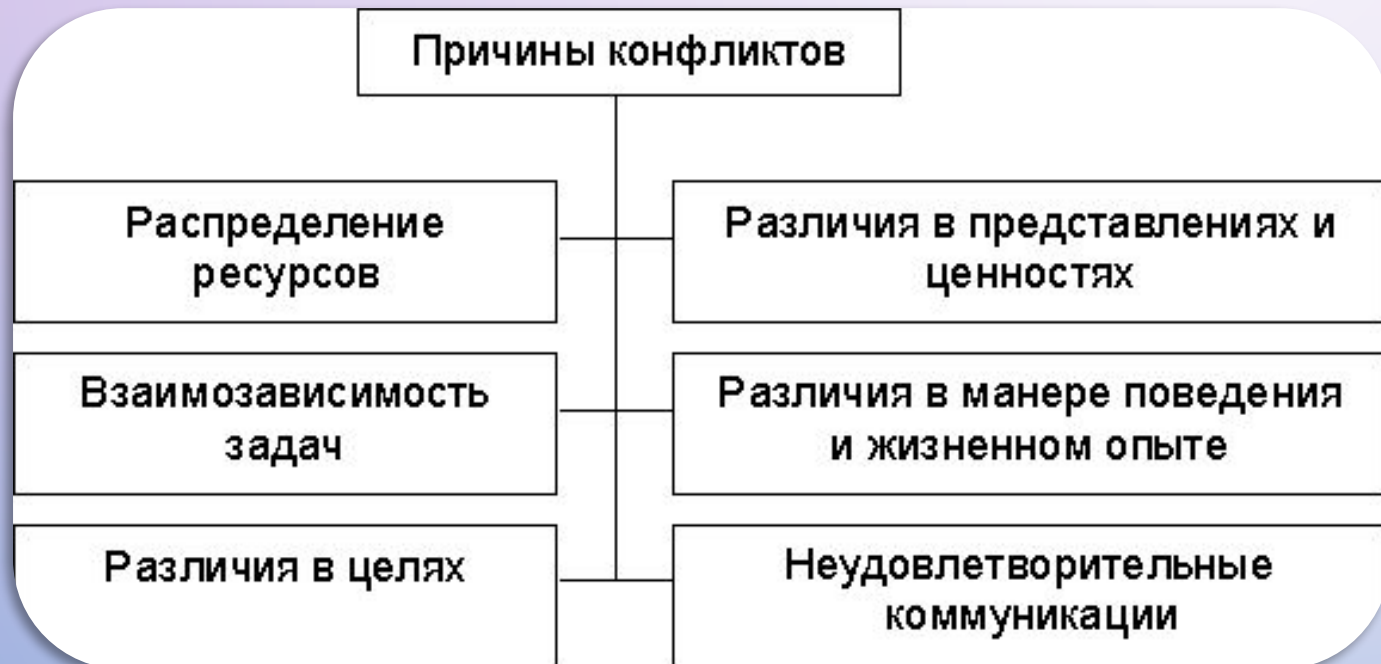 Причины конфликтов
Распределение
ресурсов
Различия в представлениях и
ценностях
Взаимозависимость
задач
Различия в манере поведения
и жизненном опыте
Различия в целях
Неудовлетворительные
коммуникации